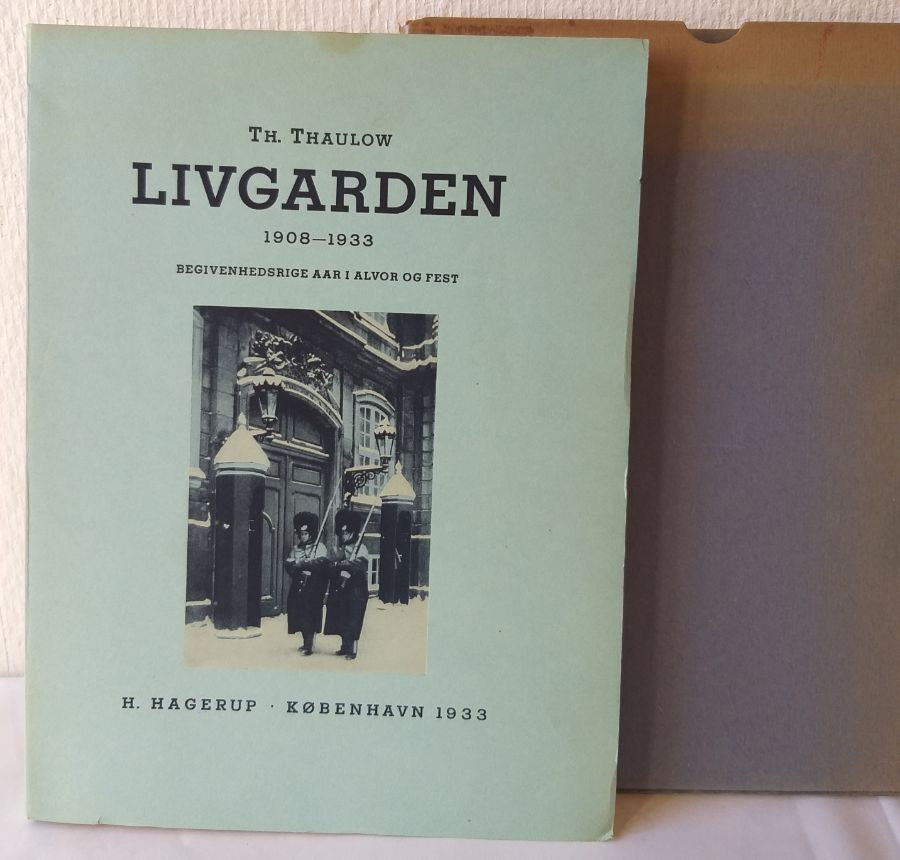 Th. Thaulow
LIVGARDEN
1908—1933
BEGIVENHEDSRIGE AAR I ALVOR OG FEST
H. HAGERUP · KØBENHAVN 1933